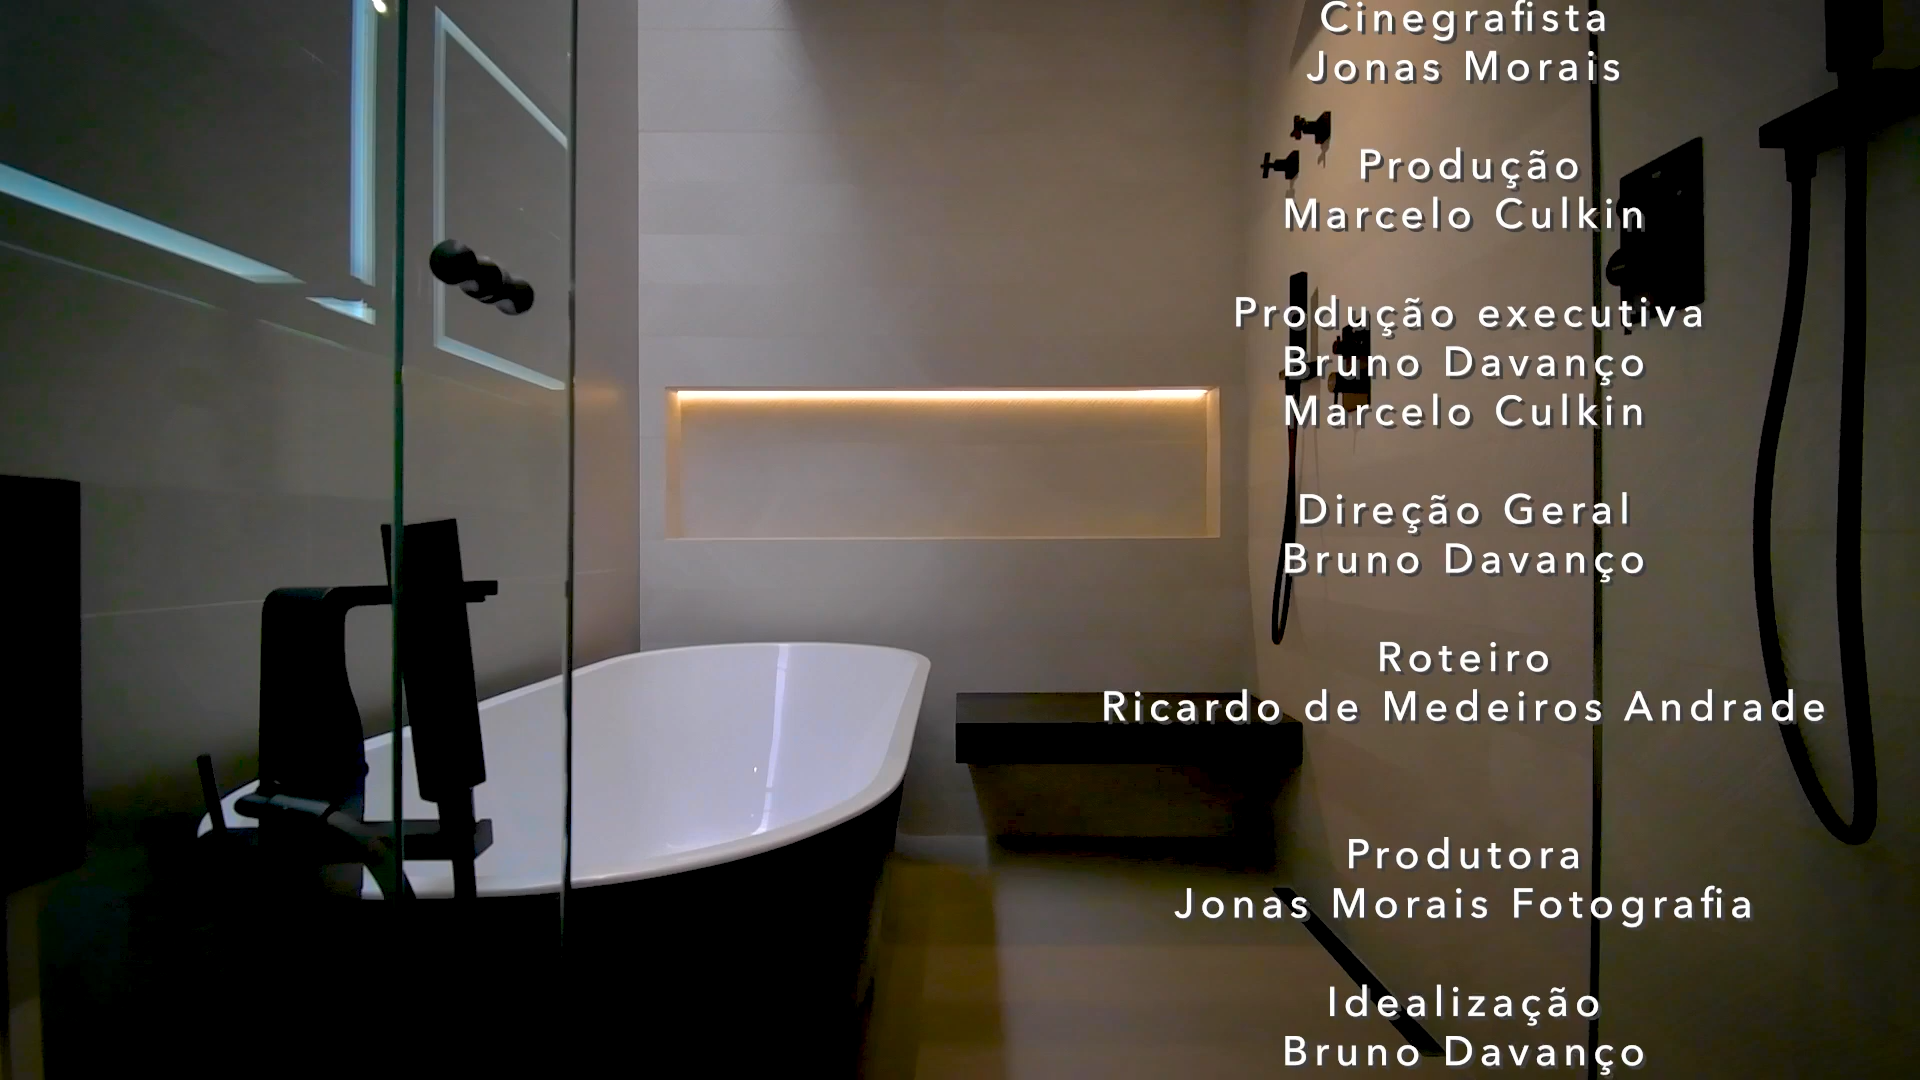 Cinegrafista
Jonas Morais
Produção
Marcelo Culkin
Produção executiva
Bruno Davanço
Marcelo Culkin
Direção Geral
Bruno Davanço
Roteiro
Ricardo de Medeiros Andrade
Produtora
Jonas Morais Fotografia
Idealização
Bruno Davanço